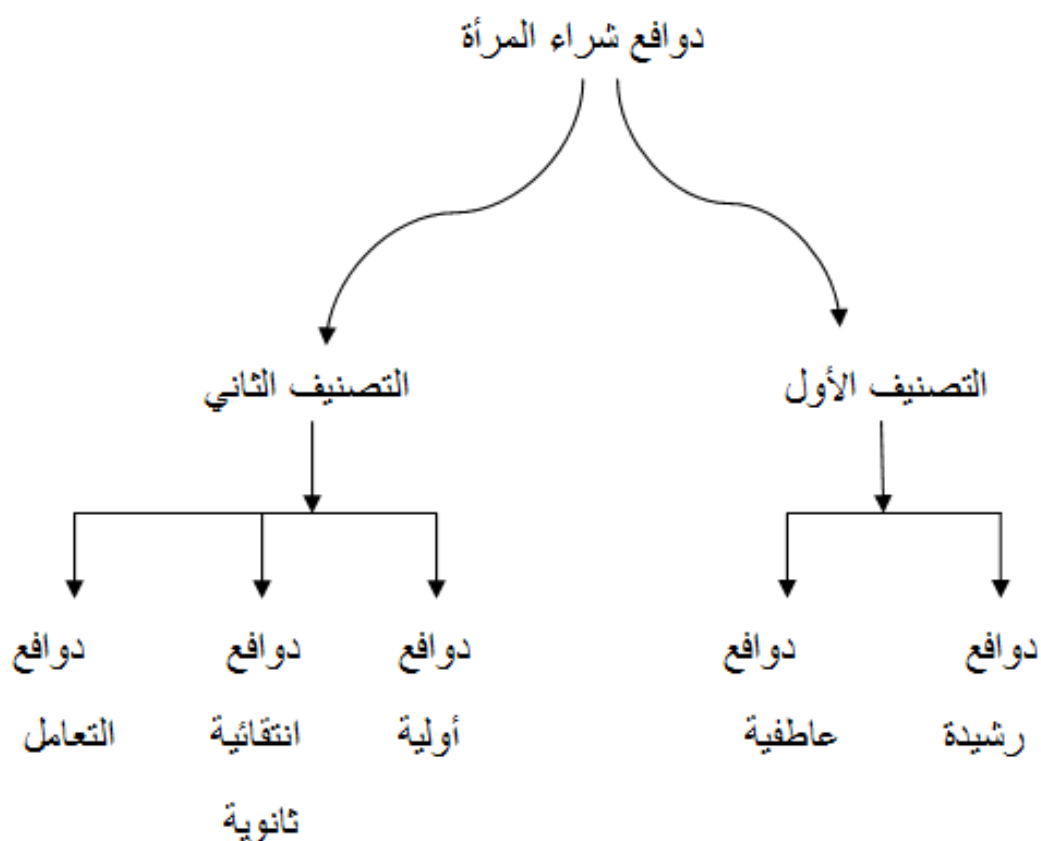 دوافع شراء المرأة
التصنيف الأول
التصنيف الثاني
دوافع
رشيدة
دوافع
عاطفية
دوافع
أولية
دوافع
انتقائية
ثانوية
دوافع
التعامل